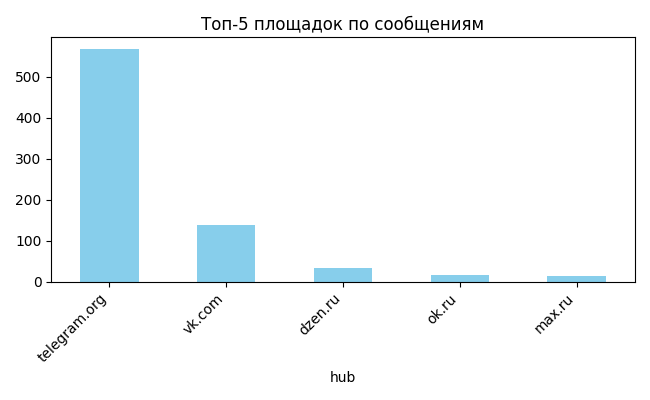 Топ-5 площадок по сообщениям
500
400
300
200
100
0
telegram.org
vk.com
dzen.ru
ok.ru
max.ru
hub